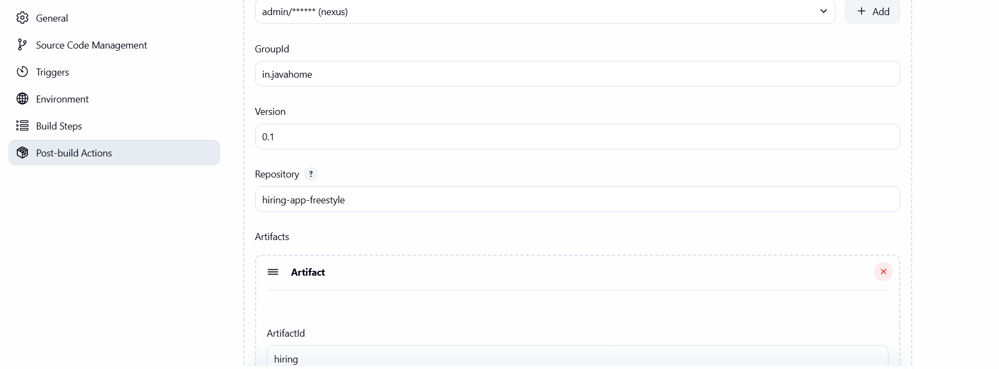 General
Source Code Management
Triggers
Environment
Build Steps
Post-build Actions
admin/****** (nexus)
Add
GroupId
in.javahome
Version
0.1
Repository ?
hiring-app-freestyle
Artifacts
Artifact
ArtifactId
hiring